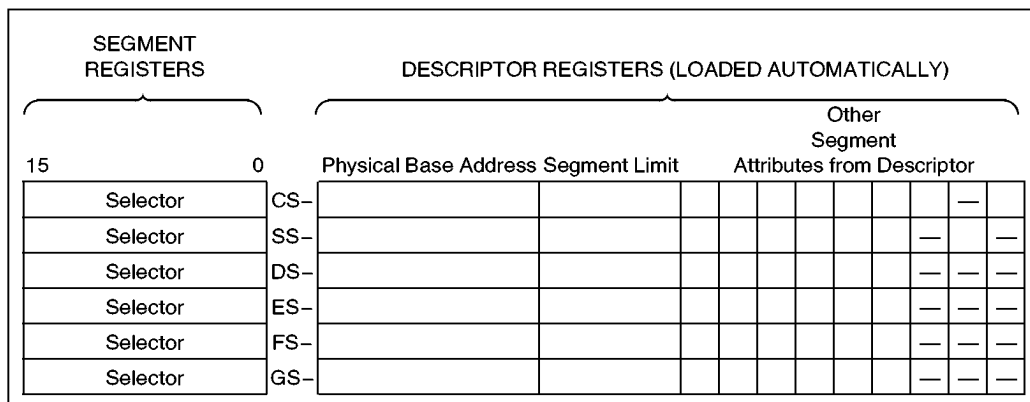 SEGMENT
REGISTERS
DESCRIPTOR REGISTERS (LOADED AUTOMATICALLY)
Other
Segment
15 0 Physical Base Address Segment Limit Attributes from Descriptor
Selector CS– —
Selector SS– — —
Selector DS– — — —
Selector ES– — — —
Selector FS– — — —
Selector GS– — — —